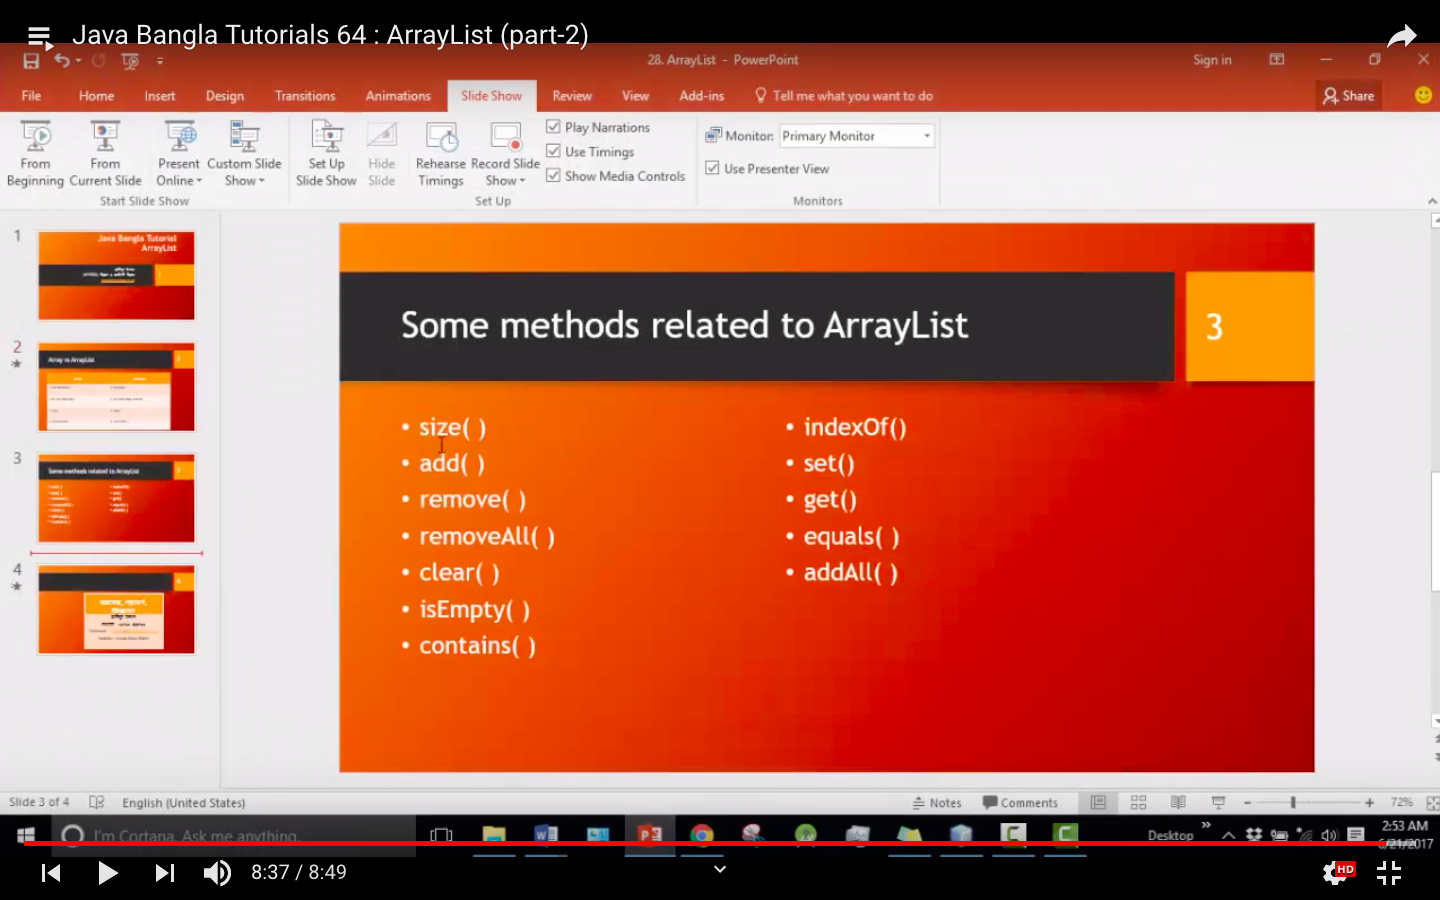 Java Bangla Tutorials 64 : ArrayList (part-2)
28. ArrayList - PowerPoint
Sign in
File Home Insert Design Transitions Animations Slide Show Review View Add-ins Tell me what you want to do Share
From Beginning
From Current Slide
Present Online
Custom Slide Show
Start Slide Show
Set Up Slide Show
Hide Slide
Rehearse Timings
Record Slide Show
Play Narrations
Use Timings
Show Media Controls
Set Up
Monitor: Primary Monitor
Use Presenter View
Monitors
1
Java Bangla Tutorial
ArrayList
2
Array vs ArrayList
3
Some methods related to ArrayList
4
Some methods related to ArrayList
3
• size( )
• add( )
• remove( )
• removeAll( )
• clear( )
• isEmpty( )
• contains( )
• indexOf()
• set()
• get()
• equals( )
• addAll( )
Slide 3 of 4 English (United States) Notes Comments 72%
I'm Cortana. Ask me anything.
Desktop
2:53 AM
6/21/2017
8:37 / 8:49
HD